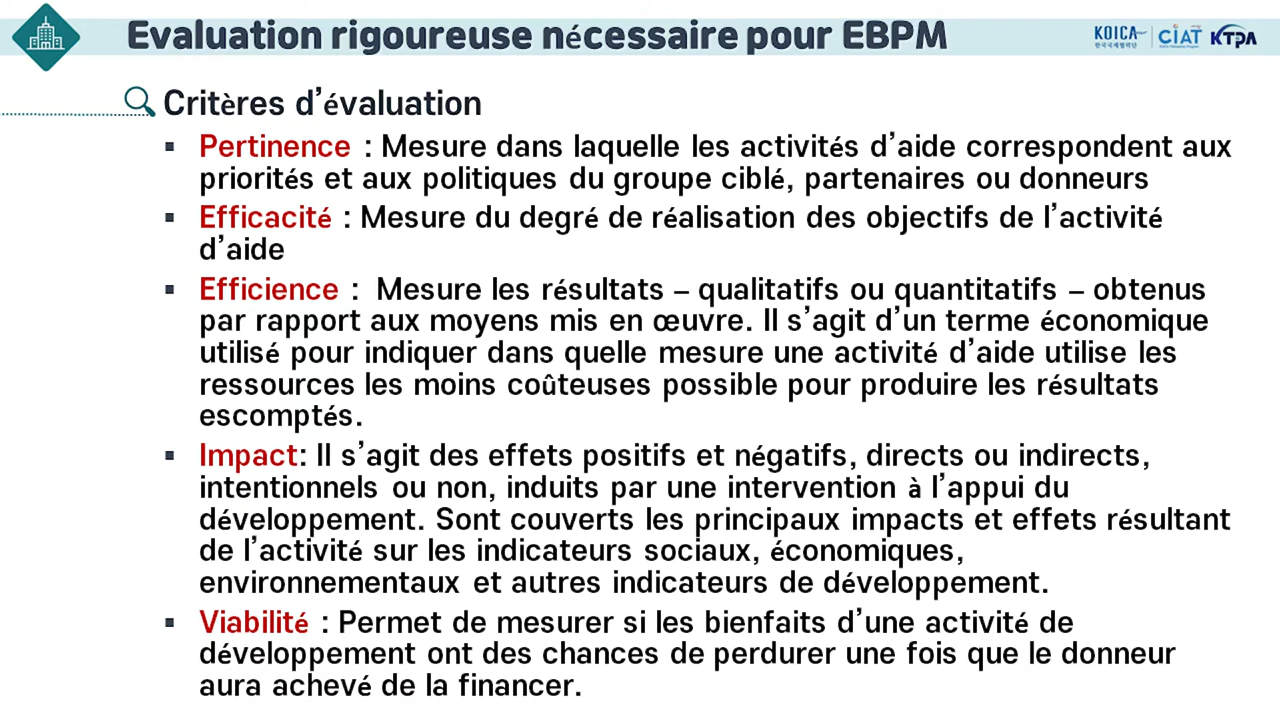 Evaluation rigoureuse nécessaire pour EBPM
KOICA
한국국제협력단
CIAT
KTPA
Critères d'évaluation
▪ Pertinence : Mesure dans laquelle les activités d'aide correspondent aux
priorités et aux politiques du groupe ciblé, partenaires ou donneurs
▪ Efficacité : Mesure du degré de réalisation des objectifs de l'activité
d'aide
▪ Efficience : Mesure les résultats – qualitatifs ou quantitatifs – obtenus
par rapport aux moyens mis en œuvre. Il s'agit d'un terme économique
utilisé pour indiquer dans quelle mesure une activité d'aide utilise les
ressources les moins coûteuses possible pour produire les résultats
escomptés.
▪ Impact: Il s'agit des effets positifs et négatifs, directs ou indirects,
intentionnels ou non, induits par une intervention à l'appui du
développement. Sont couverts les principaux impacts et effets résultant
de l'activité sur les indicateurs sociaux, économiques,
environnementaux et autres indicateurs de développement.
▪ Viabilité : Permet de mesurer si les bienfaits d'une activité de
développement ont des chances de perdurer une fois que le donneur
aura achevé de la financer.